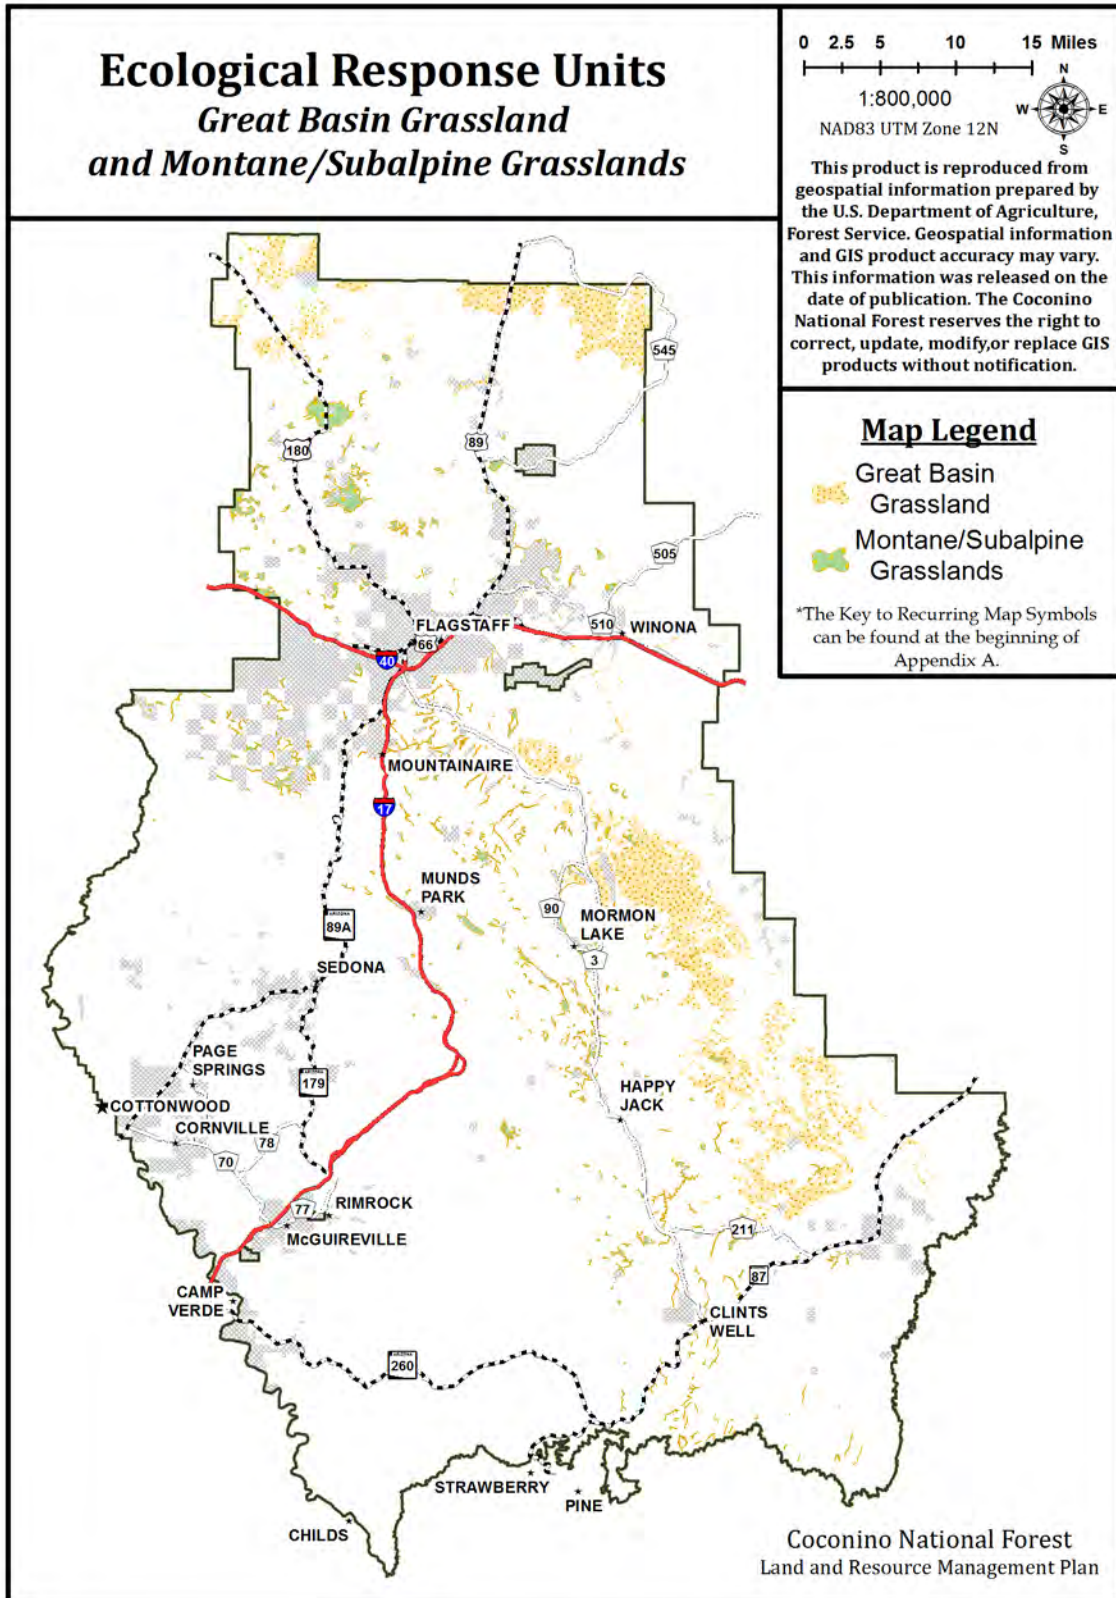 Ecological Response Units
Great Basin Grassland
and Montane/Subalpine Grasslands
0 2.5 5 10 15 Miles
1:800,000
NAD83 UTM Zone 12N
N
W
E
S
This product is reproduced from
geospatial information prepared by
the U.S. Department of Agriculture,
Forest Service. Geospatial information
and GIS product accuracy may vary.
This information was released on the
date of publication. The Coconino
National Forest reserves the right to
correct, update, modify,or replace GIS
products without notification.
Map Legend
Great Basin
Grassland
Montane/Subalpine
Grasslands
*The Key to Recurring Map Symbols
can be found at the beginning of
Appendix A.
545
89
180
505
510
WINONA
FLAGSTAFF
66
40
MOUNTAINAIRE
17
MUNDS
PARK
90
MORMON
LAKE
3
ARIZONA
89A
SEDONA
PAGE
SPRINGS
ARIZONA
179
HAPPY
JACK
COTTONWOOD
CORNVILLE
78
70
RIMROCK
77
McGUIREVILLE
211
87
CAMP
VERDE
CLINTS
WELL
ARIZONA
260
STRAWBERRY
PINE
CHILDS
Coconino National Forest
Land and Resource Management Plan